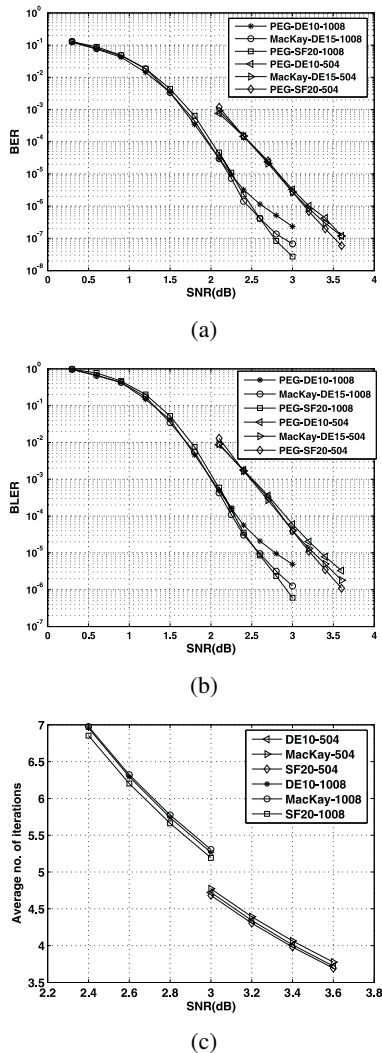 10^0
10^-1
10^-2
10^-3
10^-4
10^-5
10^-6
10^-7
10^-8
BER
PEG-DE10-1008
MacKay-DE15-1008
PEG-SF20-1008
PEG-DE10-504
MacKay-DE15-504
PEG-SF20-504
0 0.5 1 1.5 2 2.5 3 3.5 4
SNR(dB)
(a)
10^0
10^-1
10^-2
10^-3
10^-4
10^-5
10^-6
10^-7
BLER
PEG-DE10-1008
MacKay-DE15-1008
PEG-SF20-1008
PEG-DE10-504
MacKay-DE15-504
PEG-SF20-504
0 0.5 1 1.5 2 2.5 3 3.5 4
SNR(dB)
(b)
7
6.5
6
5.5
5
4.5
4
3.5
Average no. of iterations
DE10-504
MacKay-504
SF20-504
DE10-1008
MacKay-1008
SF20-1008
2.2 2.4 2.6 2.8 3 3.2 3.4 3.6 3.8
SNR(dB)
(c)